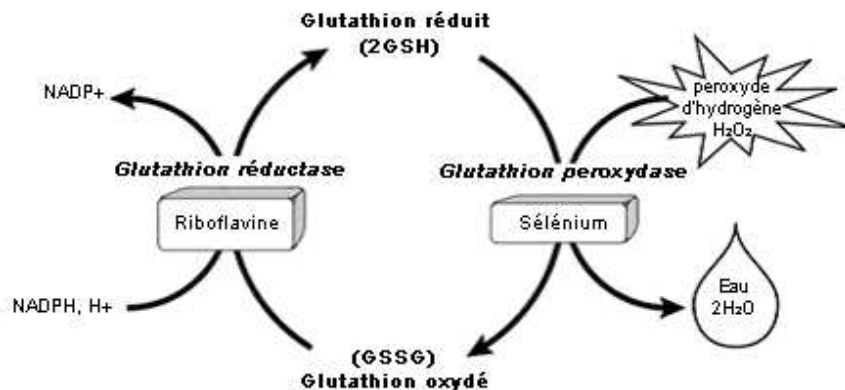 Glutathion réduit
(2GSH)
NADP+
peroxyde
d'hydrogène
H₂O₂
Glutathion réductase
Glutathion peroxydase
Riboflavine
Sélénium
NADPH, H+
Eau
2H₂O
(GSSG)
Glutathion oxydé